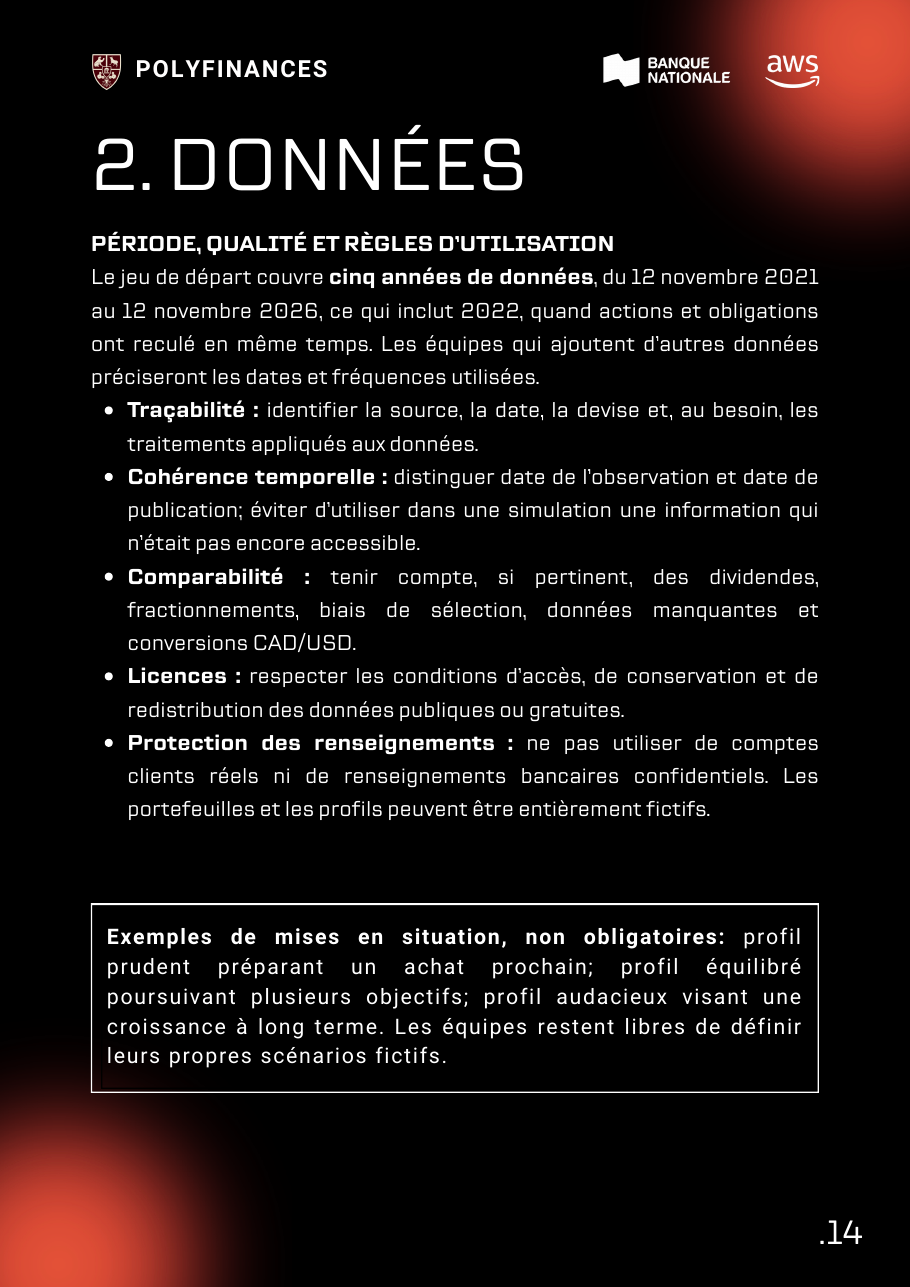 POLYFINANCES
BANQUE
NATIONALE
aws
2. DONNÉES
PÉRIODE, QUALITÉ ET RÈGLES D'UTILISATION
Le jeu de départ couvre cinq années de données, du 12 novembre 2021
au 12 novembre 2026, ce qui inclut 2022, quand actions et obligations
ont reculé en même temps. Les équipes qui ajoutent d'autres données
préciseront les dates et fréquences utilisées.
• Traçabilité : identifier la source, la date, la devise et, au besoin, les
traitements appliqués aux données.
• Cohérence temporelle : distinguer date de l'observation et date de
publication; éviter d'utiliser dans une simulation une information qui
n'était pas encore accessible.
• Comparabilité : tenir compte, si pertinent, des dividendes,
fractionnements, biais de sélection, données manquantes et
conversions CAD/USD.
• Licences : respecter les conditions d'accès, de conservation et de
redistribution des données publiques ou gratuites.
• Protection des renseignements : ne pas utiliser de comptes
clients réels ni de renseignements bancaires confidentiels. Les
portefeuilles et les profils peuvent être entièrement fictifs.
Exemples de mises en situation, non obligatoires: profil
prudent préparant un achat prochain; profil équilibré
poursuivant plusieurs objectifs; profil audacieux visant une
croissance à long terme. Les équipes restent libres de définir
leurs propres scénarios fictifs.
.14